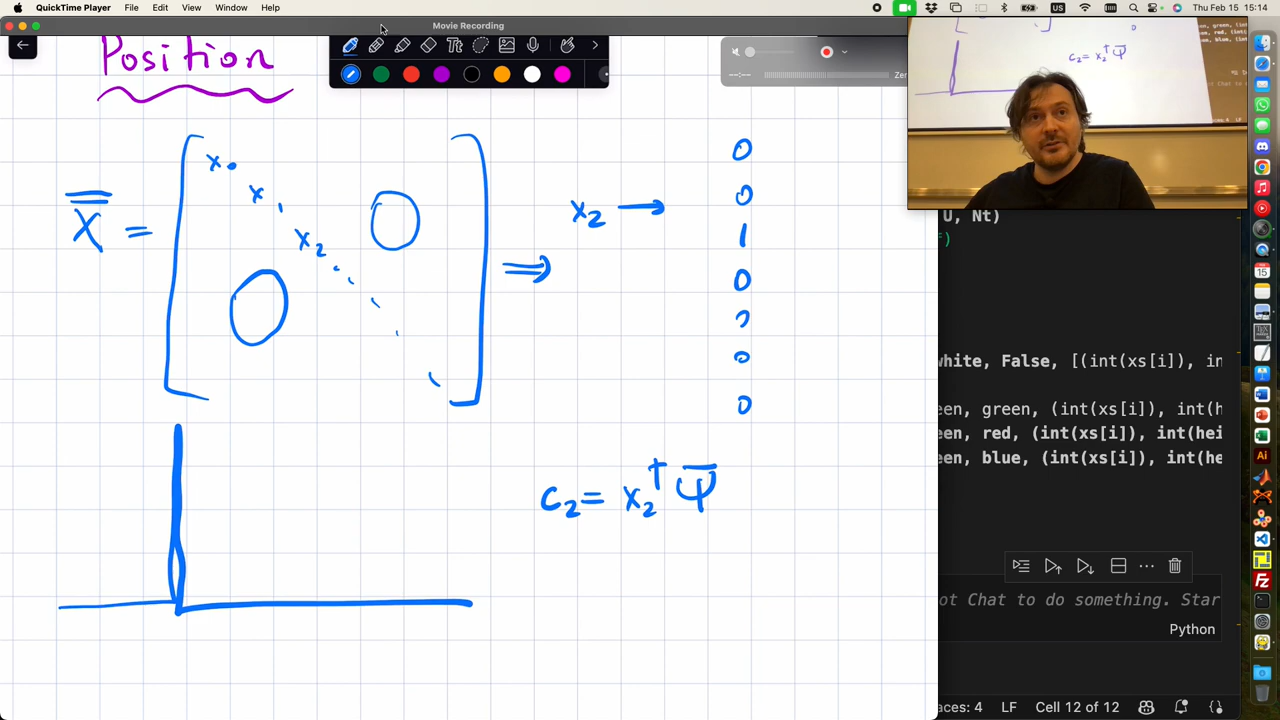 QuickTime Player File Edit View Window Help
Thu Feb 15 15:14
Movie Recording
Position
--:--
Zer
X = x. x x₂ 0 0
⇒
x₂ → 0 0 1 0 0 0 0
c₂ = x₂† Ψ
c₂ = x₂† Ψ
U, Nt)
')
white, False, [(int(xs[i]), in
een, green, (int(xs[i]), int(h
een, red, (int(xs[i]), int(hei
een, blue, (int(xs[i]), int(he
ot Chat to do something. Star
Python
aces: 4 LF Cell 12 of 12